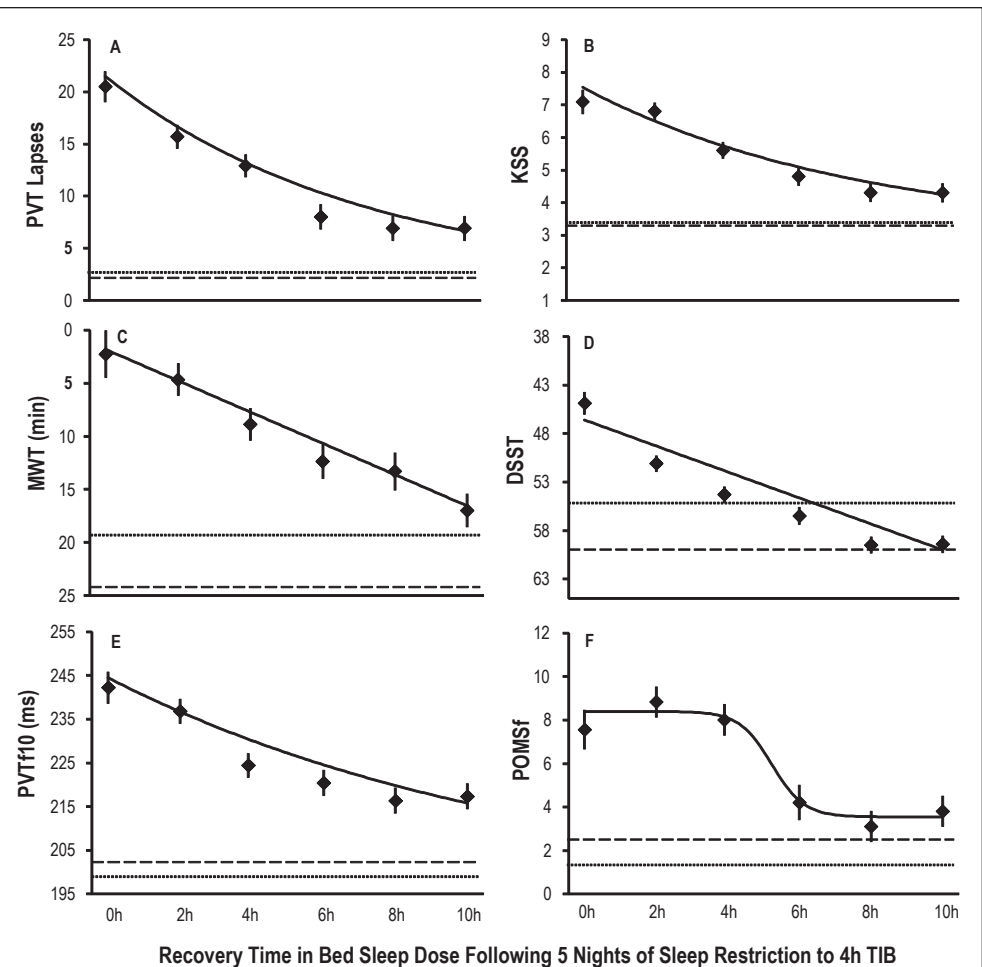 A
PVT Lapses
25
20
15
10
5
0
B
KSS
9
8
7
6
5
4
3
2
1
C
MWT (min)
0
5
10
15
20
25
D
DSST
38
43
48
53
58
63
E
PVTf10 (ms)
255
245
235
225
215
205
195
0h 2h 4h 6h 8h 10h
F
POMSf
12
10
8
6
4
2
0
0h 2h 4h 6h 8h 10h
Recovery Time in Bed Sleep Dose Following 5 Nights of Sleep Restriction to 4h TIB